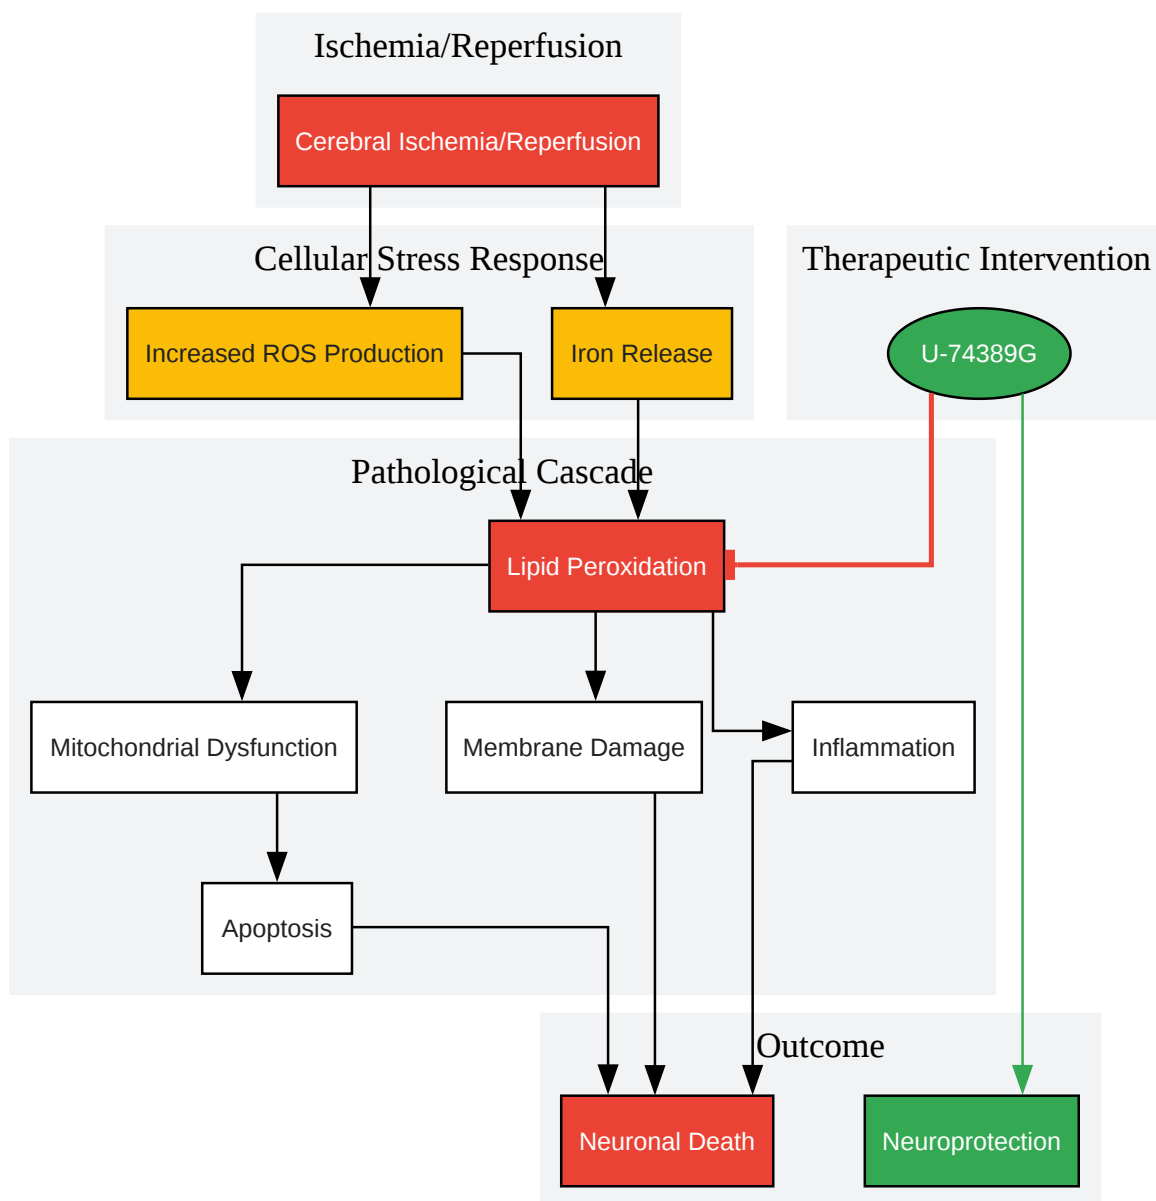 Ischemia/Reperfusion
Cerebral Ischemia/Reperfusion
Cellular Stress Response
Therapeutic Intervention
Increased ROS Production
Iron Release
U-74389G
Pathological Cascade
Lipid Peroxidation
Mitochondrial Dysfunction
Membrane Damage
Inflammation
Apoptosis
Outcome
Neuronal Death
Neuroprotection